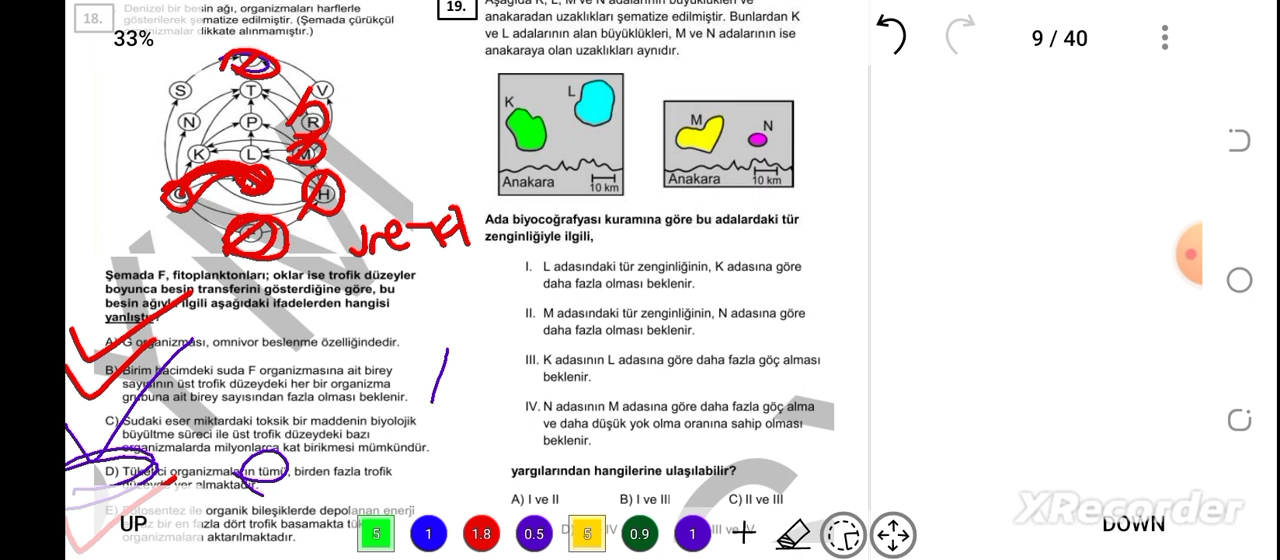 18.
Denizel bir besin ağı, organizmaları harflerle
gösterilerek şematize edilmiştir. (Şemada çürükçül
organizmalar dikkate alınmamıştır.)
33%
S
T
V
N
P
R
K
L
M
H
Şemada F, fitoplanktonları; oklar ise trofik düzeyler
boyunca besin transferini gösterdiğine göre, bu
besin ağıyla ilgili aşağıdaki ifadelerden hangisi
yanlıştır?
A) G organizması, omnivor beslenme özelliğindedir.
B) Birim hacimdeki suda F organizmasına ait birey
sayısının üst trofik düzeydeki her bir organizma
grubuna ait birey sayısından fazla olması beklenir.
C) Sudaki eser miktardaki toksik bir maddenin biyolojik
büyültme süreci ile üst trofik düzeydeki bazı
organizmalarda milyonlarca kat birikmesi mümkündür.
D) Tüketici organizmaların tümü, birden fazla trofik
düzeyde yer almaktadır.
E) Fotosentez ile organik bileşiklerde depolanan enerji
bir en fazla dört trofik basamakta
organizmalara aktarılmaktadır.
19.
Aşağıda K, L, M ve N adalarının büyüklükleri ve
anakaradan uzaklıkları şematize edilmiştir. Bunlardan K
ve L adalarının alan büyüklükleri, M ve N adalarının ise
anakaraya olan uzaklıkları aynıdır.
K
L
Anakara
10 km
M
N
Anakara
10 km
Ada biyocoğrafyası kuramına göre bu adalardaki tür
zenginliğiyle ilgili,
I. L adasındaki tür zenginliğinin, K adasına göre
daha fazla olması beklenir.
II. M adasındaki tür zenginliğinin, N adasına göre
daha fazla olması beklenir.
III. K adasının L adasına göre daha fazla göç alması
beklenir.
IV. N adasının M adasına göre daha fazla göç alma
ve daha düşük yok olma oranına sahip olması
beklenir.
yargılarından hangilerine ulaşılabilir?
A) I ve II
B) I ve III
C) II ve III
D)
IV
III ve IV
9 / 40
UP
5
1
1.8
0.5
5
0.9
1
DOWN
XRecorder